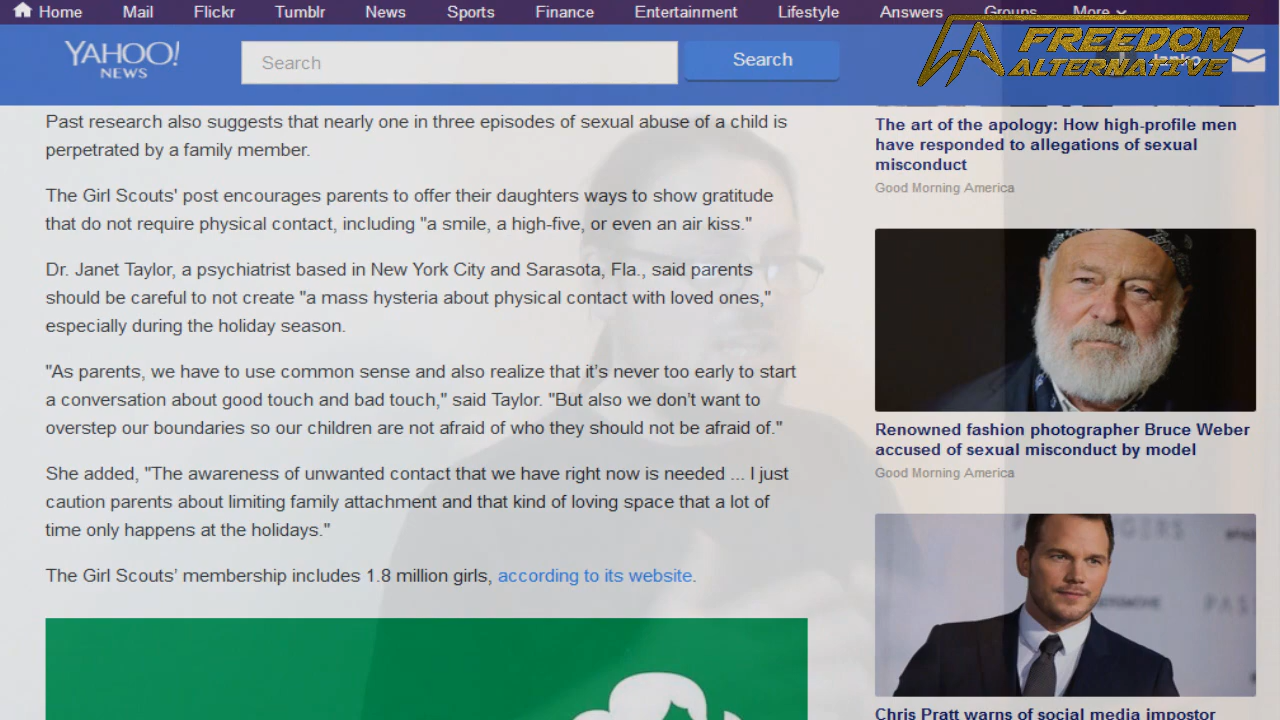 Home Mail Flickr Tumblr News Sports Finance Entertainment Lifestyle Answers Groups More
YAHOO!
NEWS
Search
Search
FREEDOM
ALTERNATIVE
Janko
Past research also suggests that nearly one in three episodes of sexual abuse of a child is
perpetrated by a family member.
The Girl Scouts' post encourages parents to offer their daughters ways to show gratitude
that do not require physical contact, including "a smile, a high-five, or even an air kiss."
Dr. Janet Taylor, a psychiatrist based in New York City and Sarasota, Fla., said parents
should be careful to not create "a mass hysteria about physical contact with loved ones,"
especially during the holiday season.
"As parents, we have to use common sense and also realize that it’s never too early to start
a conversation about good touch and bad touch," said Taylor. "But also we don’t want to
overstep our boundaries so our children are not afraid of who they should not be afraid of."
She added, "The awareness of unwanted contact that we have right now is needed ... I just
caution parents about limiting family attachment and that kind of loving space that a lot of
time only happens at the holidays."
The Girl Scouts’ membership includes 1.8 million girls, according to its website.
The art of the apology: How high-profile men
have responded to allegations of sexual
misconduct
Good Morning America
Renowned fashion photographer Bruce Weber
accused of sexual misconduct by model
Good Morning America
Chris Pratt warns of social media impostor